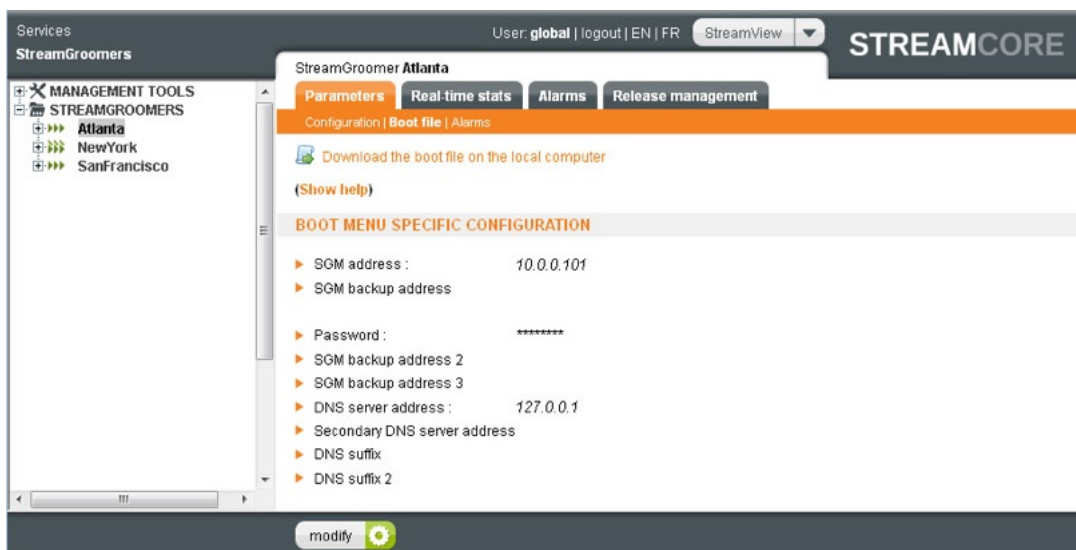 Services
StreamGroomers
User: global | logout | EN | FR
StreamView
STREAMCORE
MANAGEMENT TOOLS
STREAMGROOMERS
Atlanta
NewYork
SanFrancisco
StreamGroomer Atlanta
Parameters
Real-time stats
Alarms
Release management
Configuration | Boot file | Alarms
Download the boot file on the local computer
(Show help)
BOOT MENU SPECIFIC CONFIGURATION
SGM address : 10.0.0.101
SGM backup address
Password : ********
SGM backup address 2
SGM backup address 3
DNS server address : 127.0.0.1
Secondary DNS server address
DNS suffix
DNS suffix 2
modify